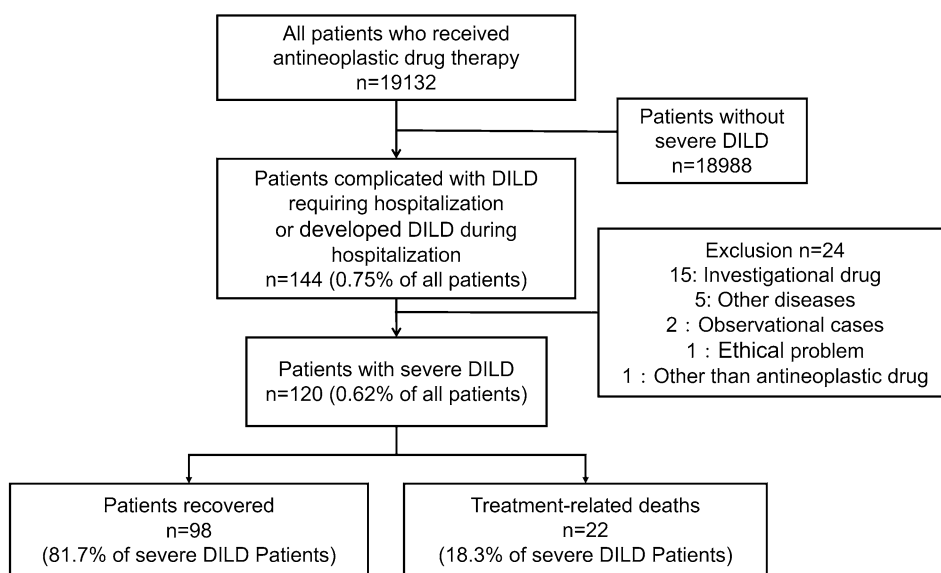 All patients who received
antineoplastic drug therapy
n=19132
Patients without
severe DILD
n=18988
Patients complicated with DILD
requiring hospitalization
or developed DILD during
hospitalization
n=144 (0.75% of all patients)
Exclusion n=24
15: Investigational drug
5: Other diseases
2：Observational cases
1：Ethical problem
1：Other than antineoplastic drug
Patients with severe DILD
n=120 (0.62% of all patients)
Patients recovered
n=98
(81.7% of severe DILD Patients)
Treatment-related deaths
n=22
(18.3% of severe DILD Patients)